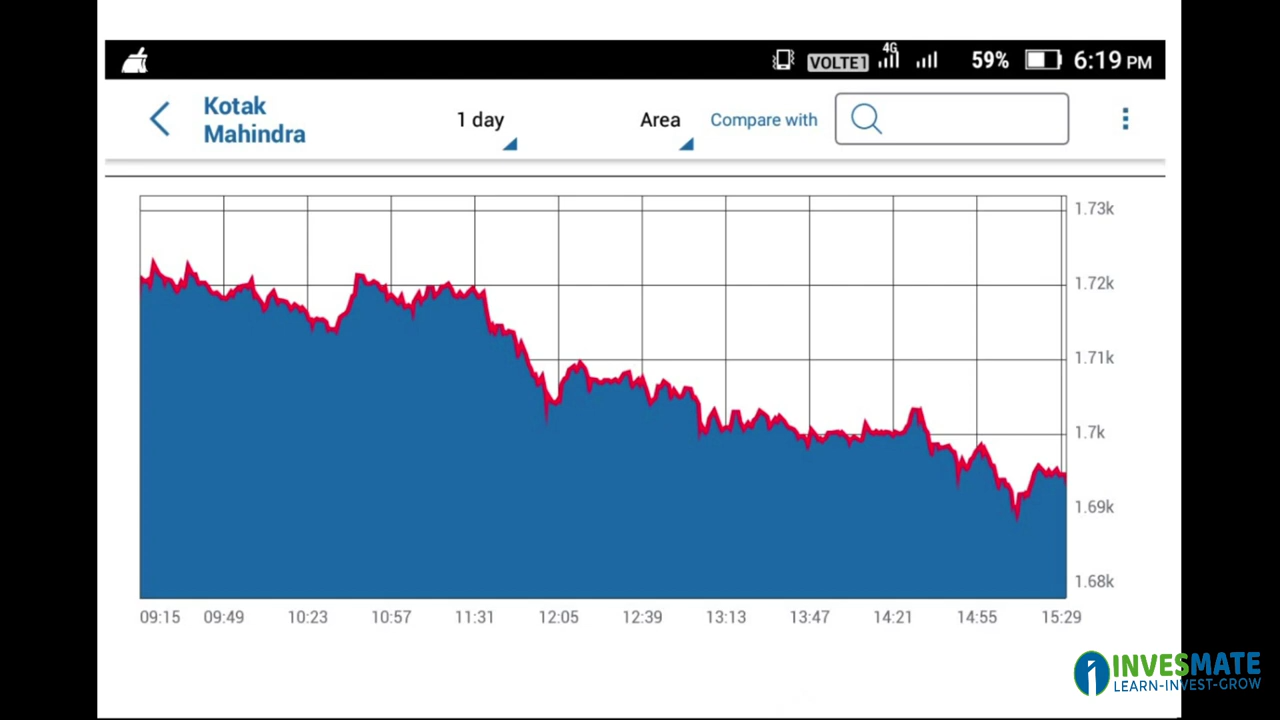 VOLTE1 4G 59% 6:19 PM
Kotak
Mahindra
1 day
Area
Compare with
1.73k
1.72k
1.71k
1.7k
1.69k
1.68k
09:15 09:49 10:23 10:57 11:31 12:05 12:39 13:13 13:47 14:21 14:55 15:29
INVESMATE
LEARN-INVEST-GROW